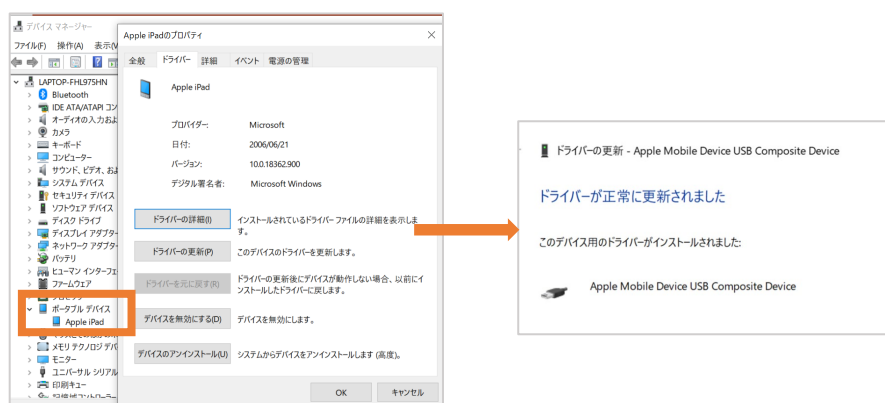 デバイス マネージャー
ファイル(F) 操作(A) 表示(V
LAPTOP-FHL975HN
Bluetooth
IDE ATA/ATAPI コン
オーディオの入力およ
カメラ
キーボード
コンピューター
サウンド、ビデオ、およ
システム デバイス
セキュリティ デバイス
ソフトウェア デバイス
ディスク ドライブ
ディスプレイ アダプター
ネットワーク アダプター
バッテリ
ヒューマン インターフェ
ファームウェア
ポータブル デバイス
Apple iPad
メモリ テクノロジ デバ
モニター
ユニバーサル シリアル
印刷キュー
Apple iPadのプロパティ
全般 ドライバー 詳細 イベント 電源の管理
Apple iPad
プロバイダー: Microsoft
日付: 2006/06/21
バージョン: 10.0.18362.900
デジタル署名者: Microsoft Windows
ドライバーの詳細(I) インストールされているドライバー ファイルの詳細を表示しま
す。
ドライバーの更新(P) このデバイスのドライバーを更新します。
ドライバーを元に戻す(R) ドライバーの更新後にデバイスが動作しない場合、以前にイ
ンストールしたドライバーに戻します。
デバイスを無効にする(D) デバイスを無効にします。
デバイスのアンインストール(U) システムからデバイスをアンインストールします (高度)。
OK キャンセル
ドライバーの更新 - Apple Mobile Device USB Composite Device
ドライバーが正常に更新されました
このデバイス用のドライバーがインストールされました:
Apple Mobile Device USB Composite Device